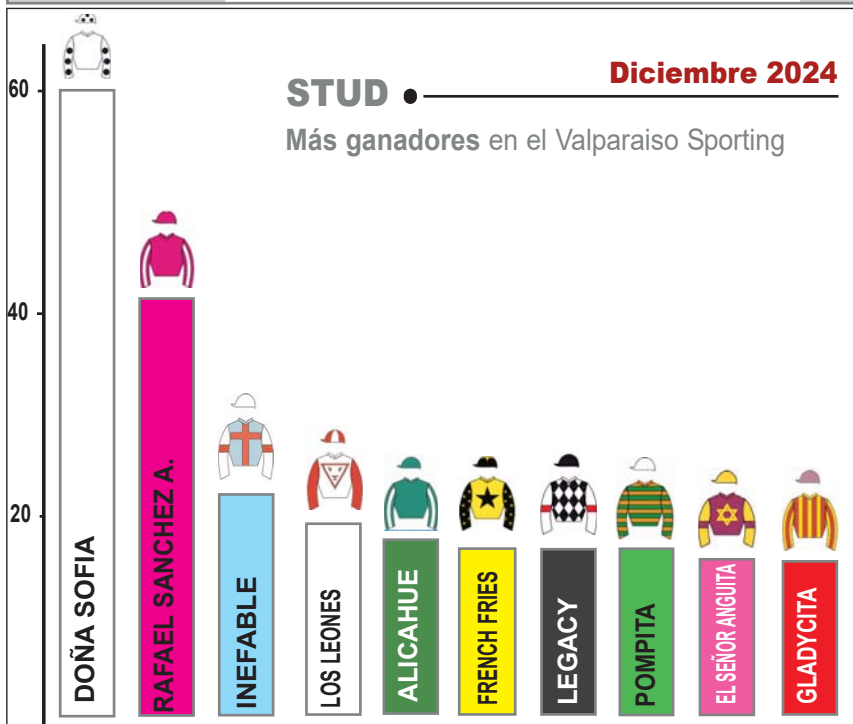 Diciembre 2024
STUD
Más ganadores en el Valparaiso Sporting
60
40
20
DOÑA SOFIA
RAFAEL SANCHEZ A.
INEFABLE
LOS LEONES
ALICAHUE
FRENCH FRIES
LEGACY
POMPITA
EL SEÑOR ANGUITA
GLADYCITA